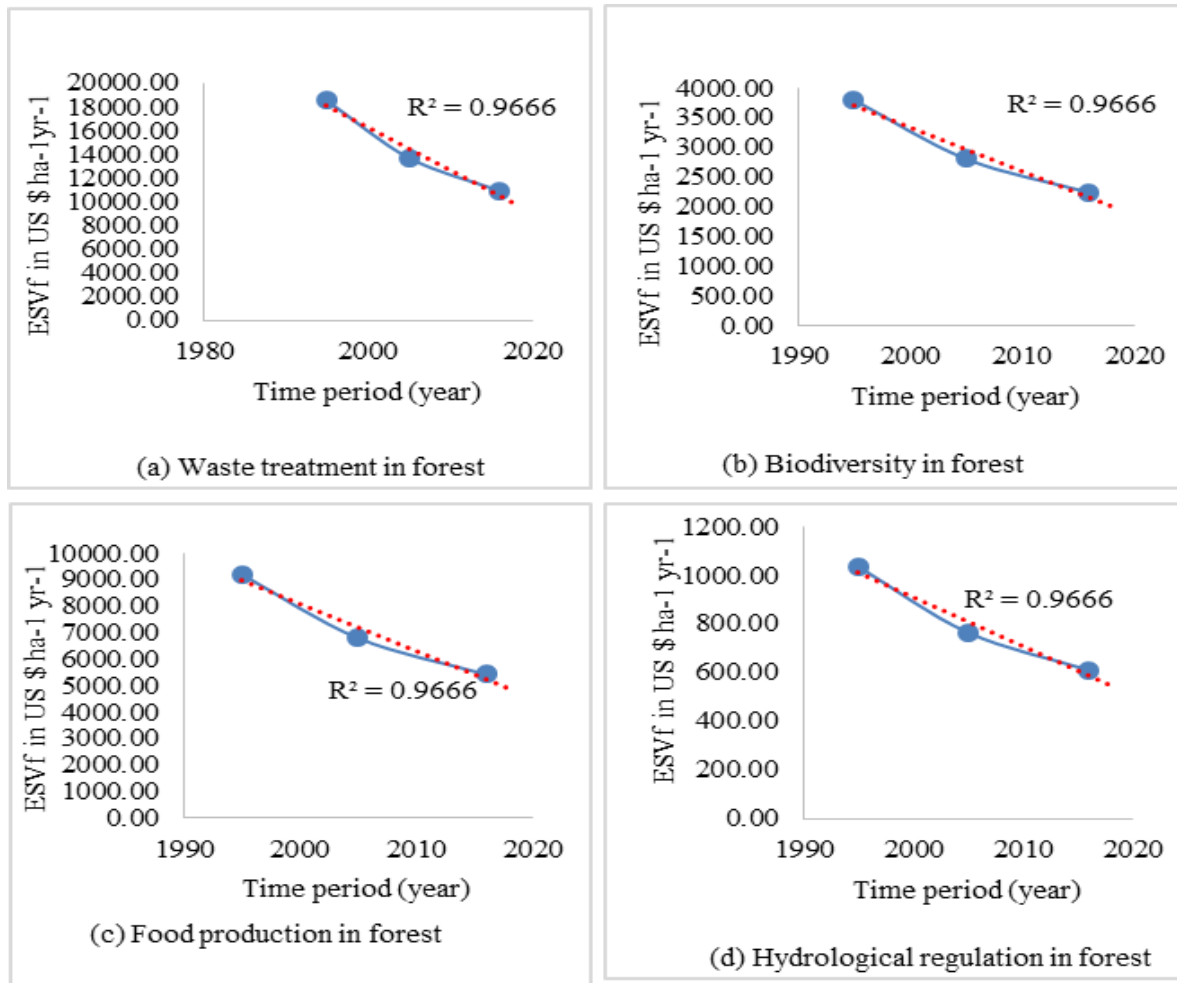 20000.00
18000.00
16000.00
14000.00
12000.00
10000.00
8000.00
6000.00
4000.00
2000.00
0.00
ESVf in US $ ha-1yr-1
R² = 0.9666
1980 2000 2020
Time period (year)
(a) Waste treatment in forest
4000.00
3500.00
3000.00
2500.00
2000.00
1500.00
1000.00
500.00
0.00
ESVf in US $ ha-1 yr-1
R² = 0.9666
1990 2000 2010 2020
Time period (year)
(b) Biodiversity in forest
10000.00
9000.00
8000.00
7000.00
6000.00
5000.00
4000.00
3000.00
2000.00
1000.00
0.00
ESVf in US $ ha-1 yr-1
R² = 0.9666
1990 2000 2010 2020
Time period (year)
(c) Food production in forest
1200.00
1000.00
800.00
600.00
400.00
200.00
0.00
ESVf in US $ ha-1 yr-1
R² = 0.9666
1990 2000 2010 2020
Time period (year)
(d) Hydrological regulation in forest